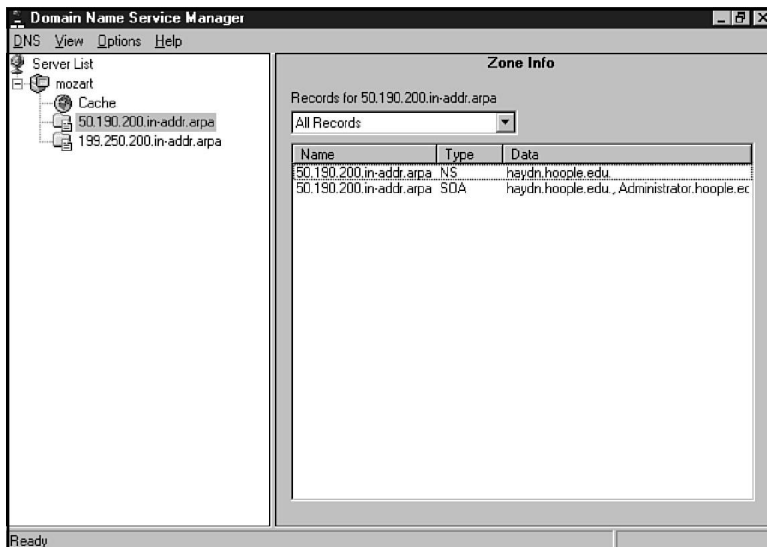 Domain Name Service Manager
DNS View Options Help
Server List
mozart
Cache
50.190.200.in-addr.arpa
199.250.200.in-addr.arpa
Zone Info
Records for 50.190.200.in-addr.arpa
All Records
Name Type Data
50.190.200.in-addr.arpa NS haydn.hoople.edu.
50.190.200.in-addr.arpa SOA haydn.hoople.edu., Administrator.hoople.ec
Ready